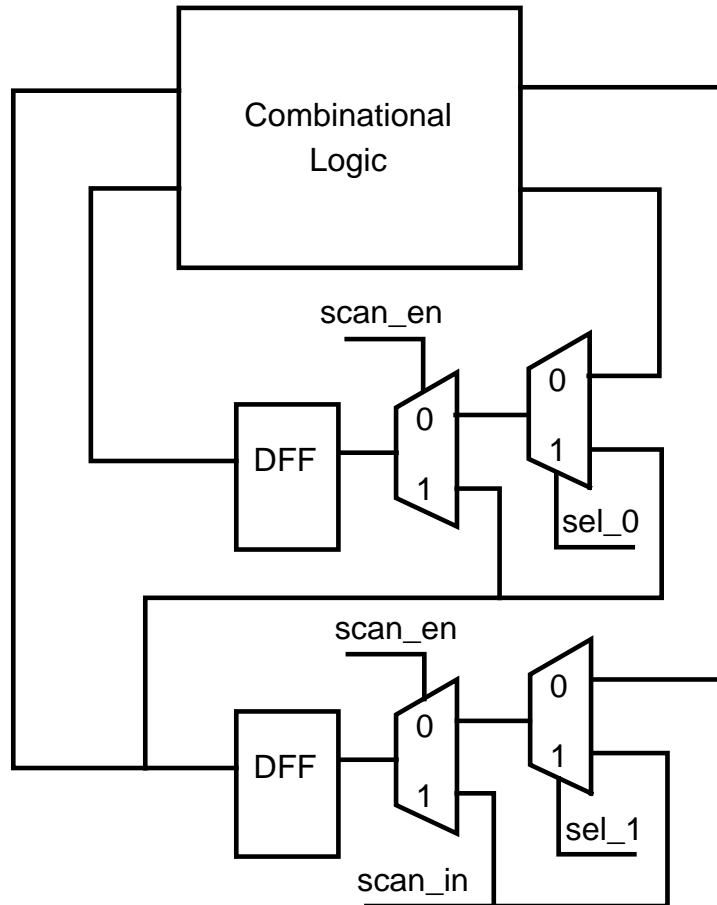 Combinational
Logic
scan_en
0
0
DFF
1
1
sel_0
scan_en
0
0
DFF
1
1
sel_1
scan_in